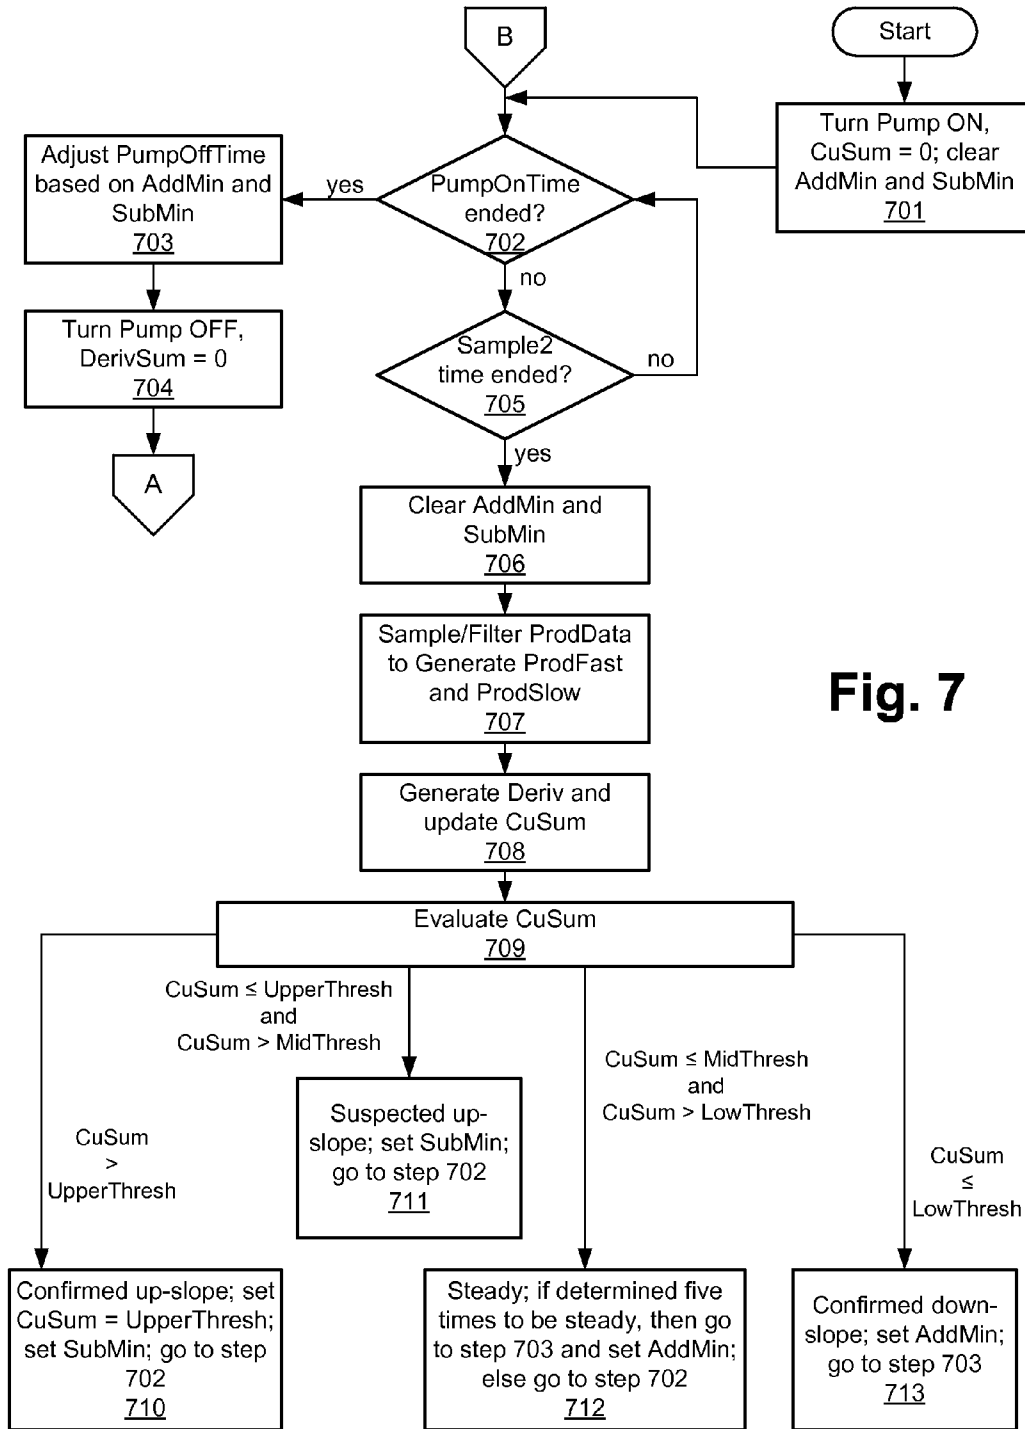 B
Start
Turn Pump ON,
CuSum = 0; clear
AddMin and SubMin
701
Adjust PumpOffTime
based on AddMin and
SubMin
703
yes
PumpOnTime
ended?
702
no
Turn Pump OFF,
DerivSum = 0
704
Sample2
time ended?
705
no
yes
A
Clear AddMin and
SubMin
706
Sample/Filter ProdData
to Generate ProdFast
and ProdSlow
707
Fig. 7
Generate Deriv and
update CuSum
708
Evaluate CuSum
709
CuSum ≤ UpperThresh
and
CuSum > MidThresh
CuSum ≤ MidThresh
and
CuSum > LowThresh
Suspected up-
slope; set SubMin;
go to step 702
711
CuSum
>
UpperThresh
CuSum
≤
LowThresh
Confirmed up-slope; set
CuSum = UpperThresh;
set SubMin; go to step
702
710
Steady; if determined five
times to be steady, then go
to step 703 and set AddMin;
else go to step 702
712
Confirmed down-
slope; set AddMin;
go to step 703
713